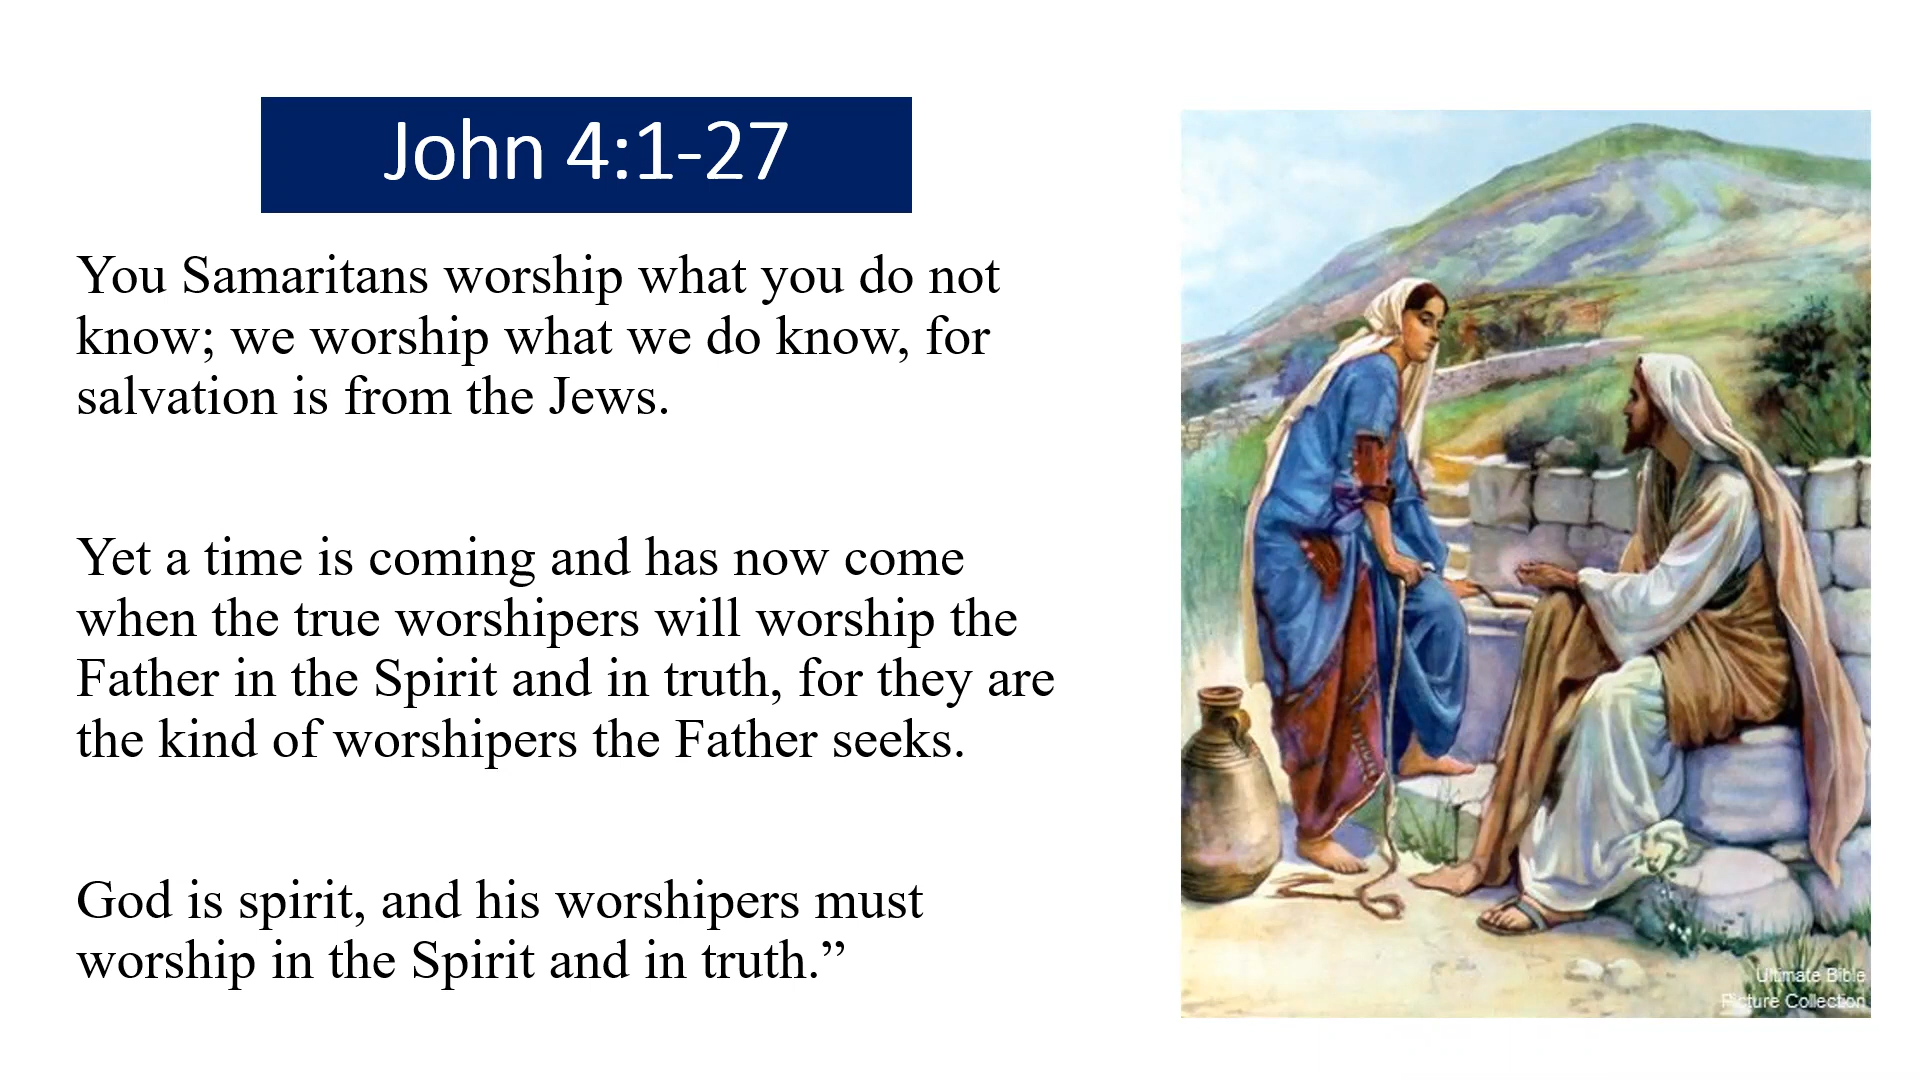 John 4:1-27
You Samaritans worship what you do not
know; we worship what we do know, for
salvation is from the Jews.
Yet a time is coming and has now come
when the true worshipers will worship the
Father in the Spirit and in truth, for they are
the kind of worshipers the Father seeks.
God is spirit, and his worshipers must
worship in the Spirit and in truth.”
Ultimate Bible
Picture Collection